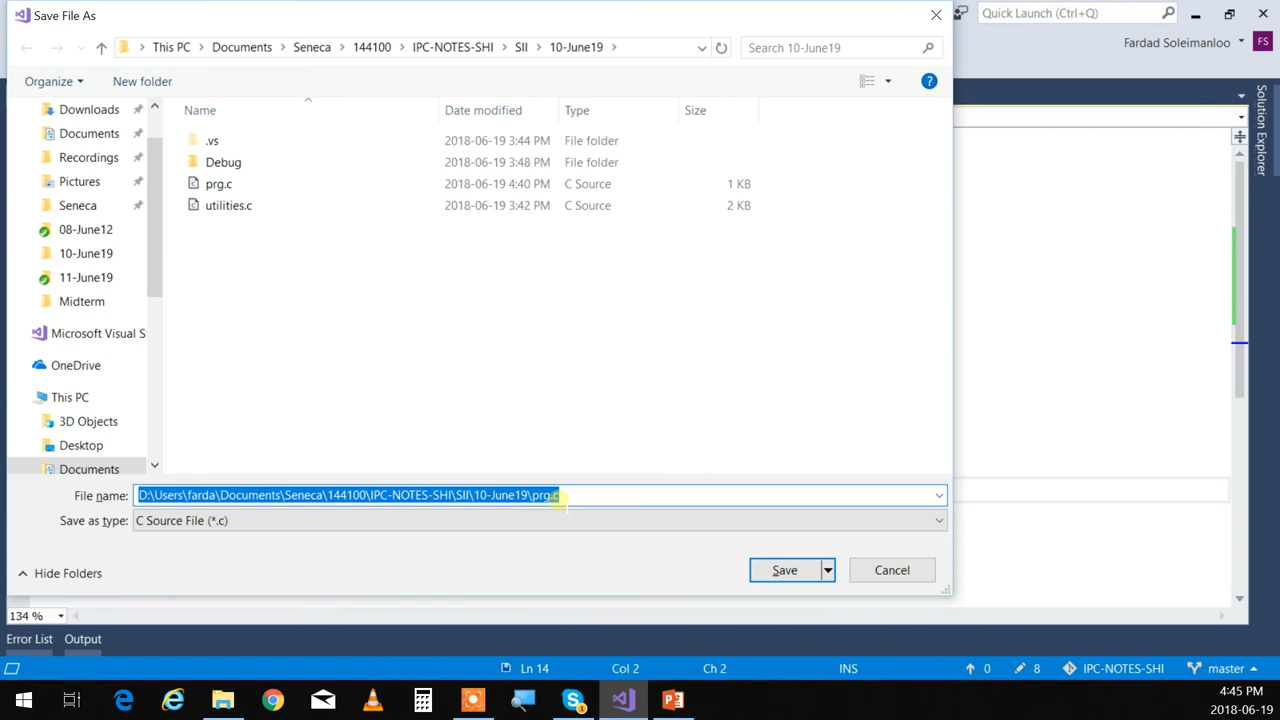 Save File As
Quick Launch (Ctrl+Q)
This PC > Documents > Seneca > 144100 > IPC-NOTES-SHI > SII > 10-June19 >
Search 10-June19
Fardad Soleimanloo
FS
Organize
New folder
?
Solution Explorer
Name
Date modified
Type
Size
.vs 2018-06-19 3:44 PM File folder
Debug 2018-06-19 3:48 PM File folder
prg.c 2018-06-19 4:40 PM C Source 1 KB
utilities.c 2018-06-19 3:42 PM C Source 2 KB
Downloads
Documents
Recordings
Pictures
Seneca
08-June12
10-June19
11-June19
Midterm
Microsoft Visual S
OneDrive
This PC
3D Objects
Desktop
Documents
File name: D:\Users\farda\Documents\Seneca\144100\IPC-NOTES-SHI\SII\10-June19\prg.c
Save as type: C Source File (*.c)
Hide Folders
Save
Cancel
134 %
Error List
Output
Ln 14
Col 2
Ch 2
INS
0
8
IPC-NOTES-SHI
master
4:45 PM
2018-06-19